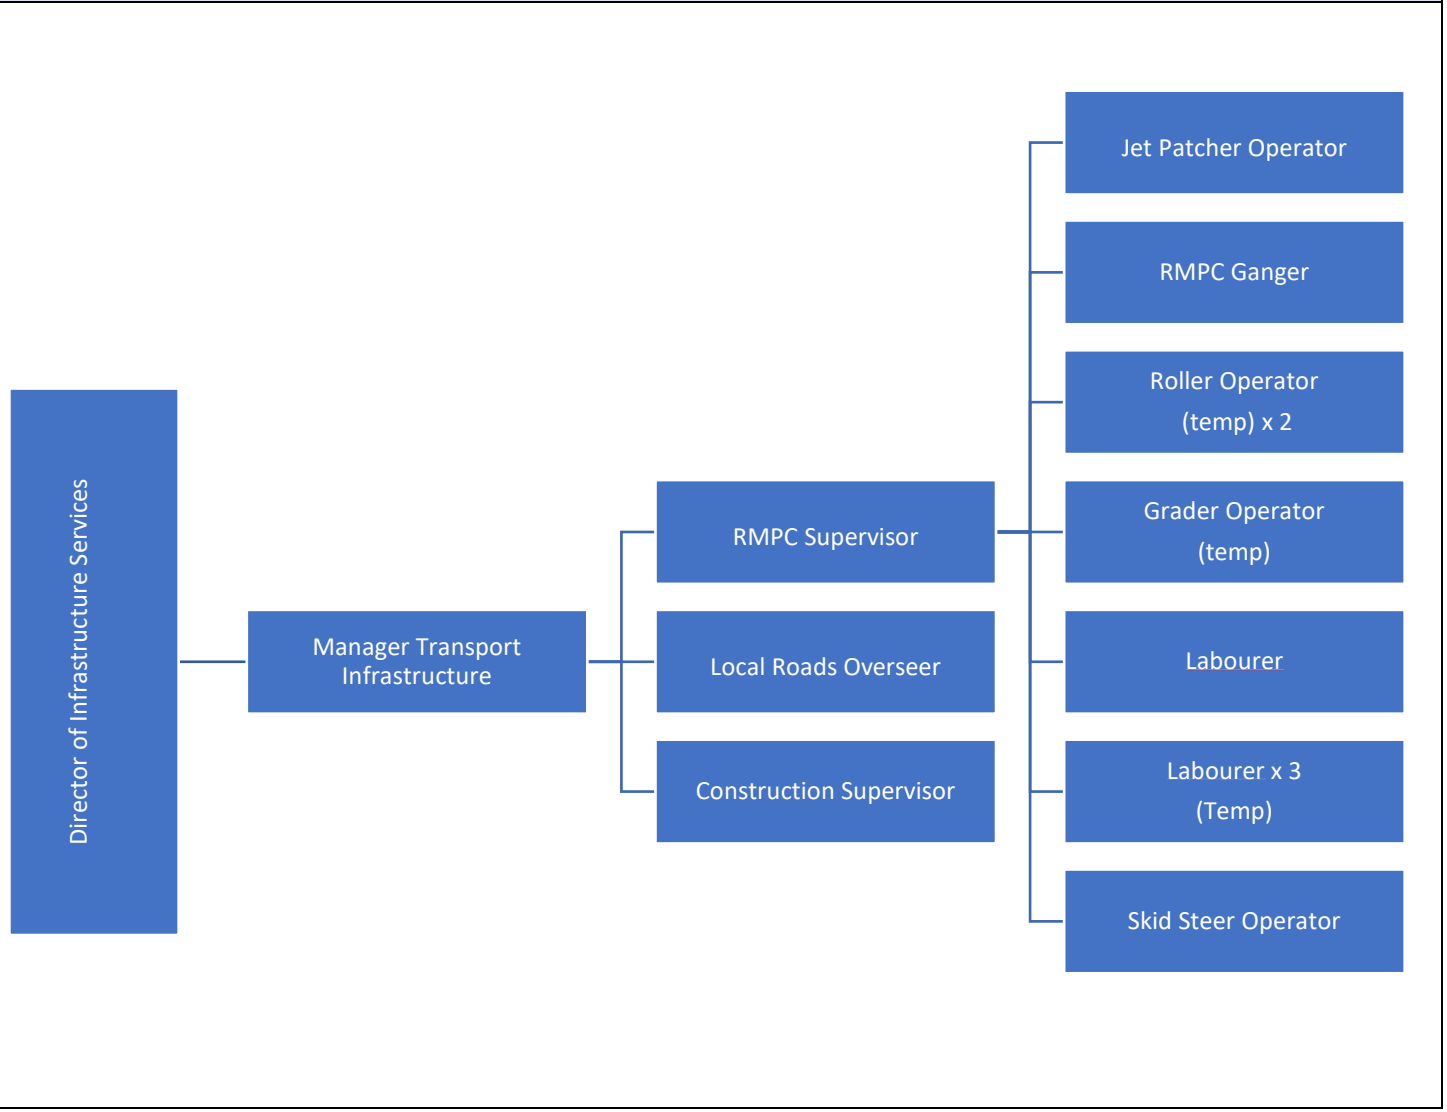 Director of Infrastructure Services
Manager Transport
Infrastructure
RMPC Supervisor
Local Roads Overseer
Construction Supervisor
Jet Patcher Operator
RMPC Ganger
Roller Operator
(temp) x 2
Grader Operator
(temp)
Labourer
Labourer x 3
(Temp)
Skid Steer Operator